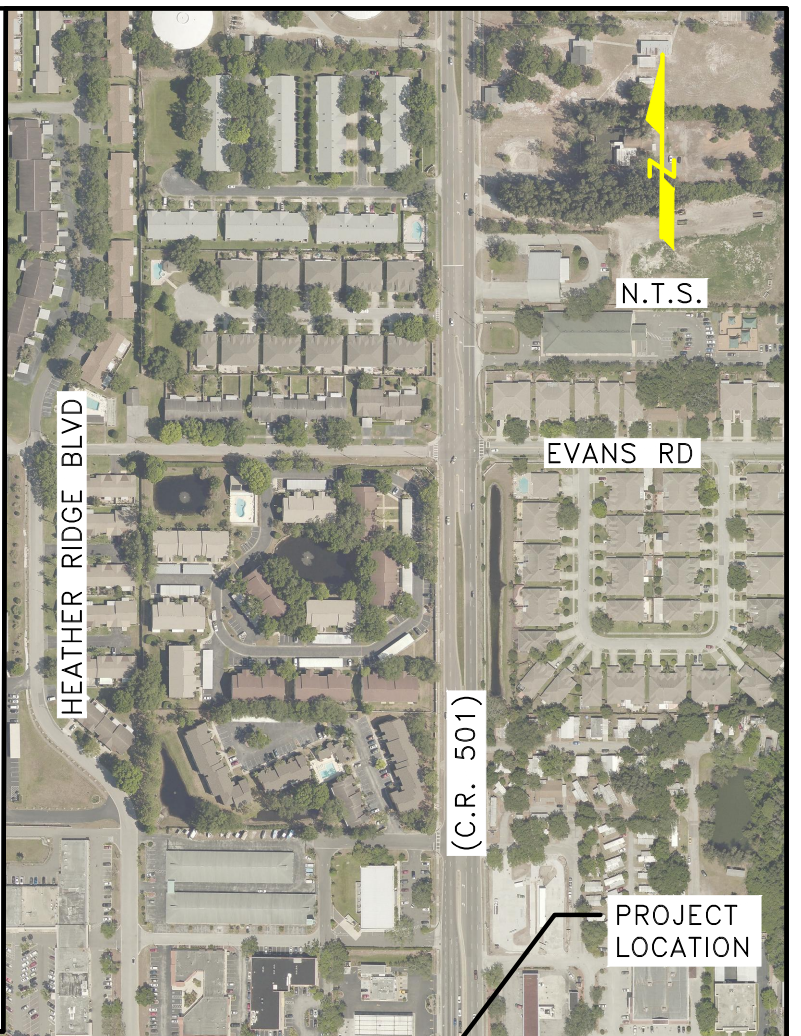 N
N.T.S.
EVANS RD
HEATHER RIDGE BLVD
(C.R. 501)
PROJECT
LOCATION